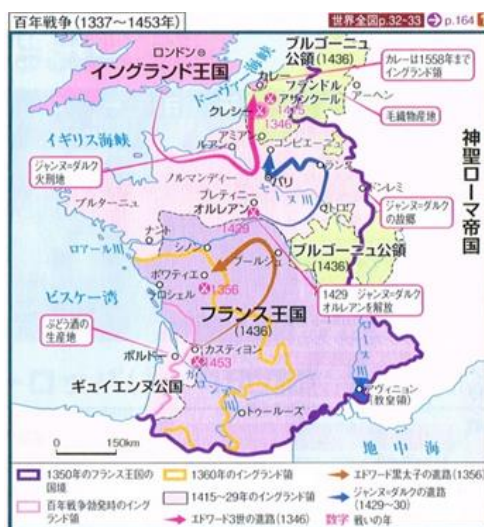 百年戦争(1337～1453年)
世界全図p.32-33 p.164
ロンドン
イングランド王国
ドーヴァー海峡
ブルゴーニュ
公領(1436)
カレーは1558年まで
イングランド領
カレー
フランドル
アザンクール
1415
クレシー
1346
アーヘン
毛織物産地
イギリス海峡
アミアン
ルアン
コンピエーニュ
ランス
ジャンヌ=ダルク
火刑地
ノルマンディー
パリ
セーヌ川
ドンレミ
神聖ローマ帝国
ブルターニュ
ブレティニー
オルレアン
1429
トロワ
ジャンヌ=ダルク
の故郷
ナント
ロアール川
シノン
ブールジュ
ブルゴーニュ公領
(1436)
ポワティエ
1356
ラロシェル
ビスケー湾
フランス王国
(1436)
1429 ジャンヌ=ダルク
オルレアンを解放
ぶどう酒の
生産地
ボルドー
カスティヨン
1453
ギュイエンヌ公国
ガロンヌ川
ローヌ川
アヴィニョン
(教皇領)
トゥールーズ
地中海
0 150km
1350年のフランス王国の
国境
1360年のイングランド領
エドワード黒太子の進路(1356)
百年戦争勃発時のイング
ランド領
1415～29年のイングランド領
ジャンヌ=ダルクの進路
(1429～30)
エドワード3世の進路(1346)
数字 戦いの年